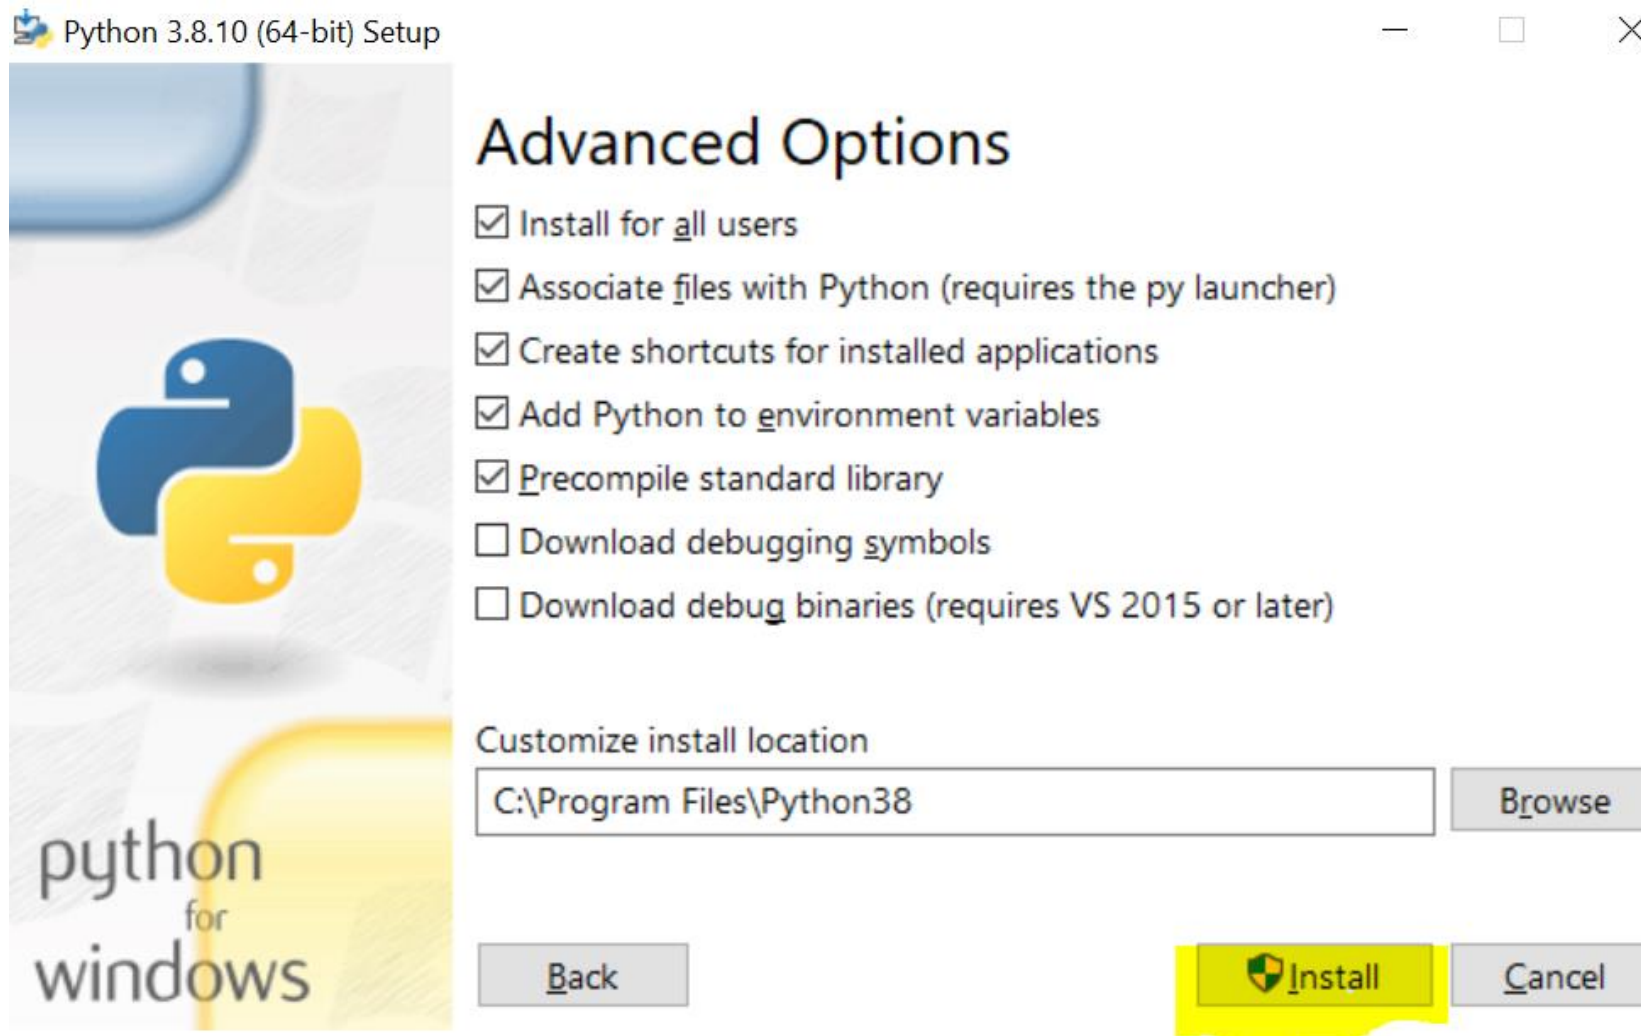 Python 3.8.10 (64-bit) Setup
Advanced Options
Install for all users
Associate files with Python (requires the py launcher)
Create shortcuts for installed applications
Add Python to environment variables
Precompile standard library
Download debugging symbols
Download debug binaries (requires VS 2015 or later)
Customize install location
C:\Program Files\Python38
Browse
python
for
windows
Back
Install
Cancel